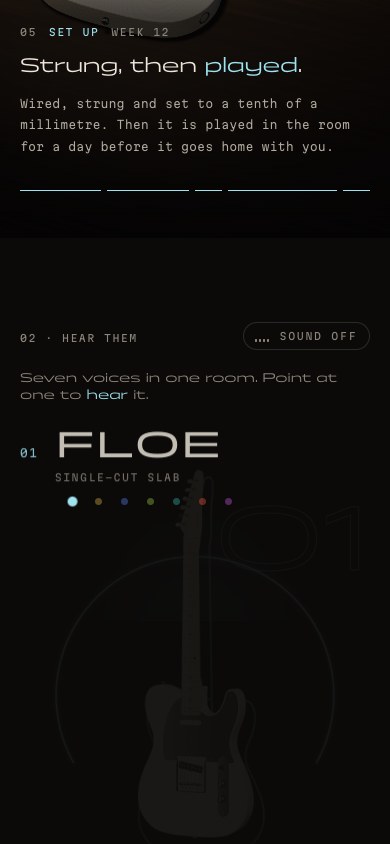 05 SET UP WEEK 12
Strung, then played.
Wired, strung and set to a tenth of a
millimetre. Then it is played in the room
for a day before it goes home with you.
02 · HEAR THEM
SOUND OFF
Seven voices in one room. Point at
one to hear it.
01 FLOE
SINGLE-CUT SLAB
01